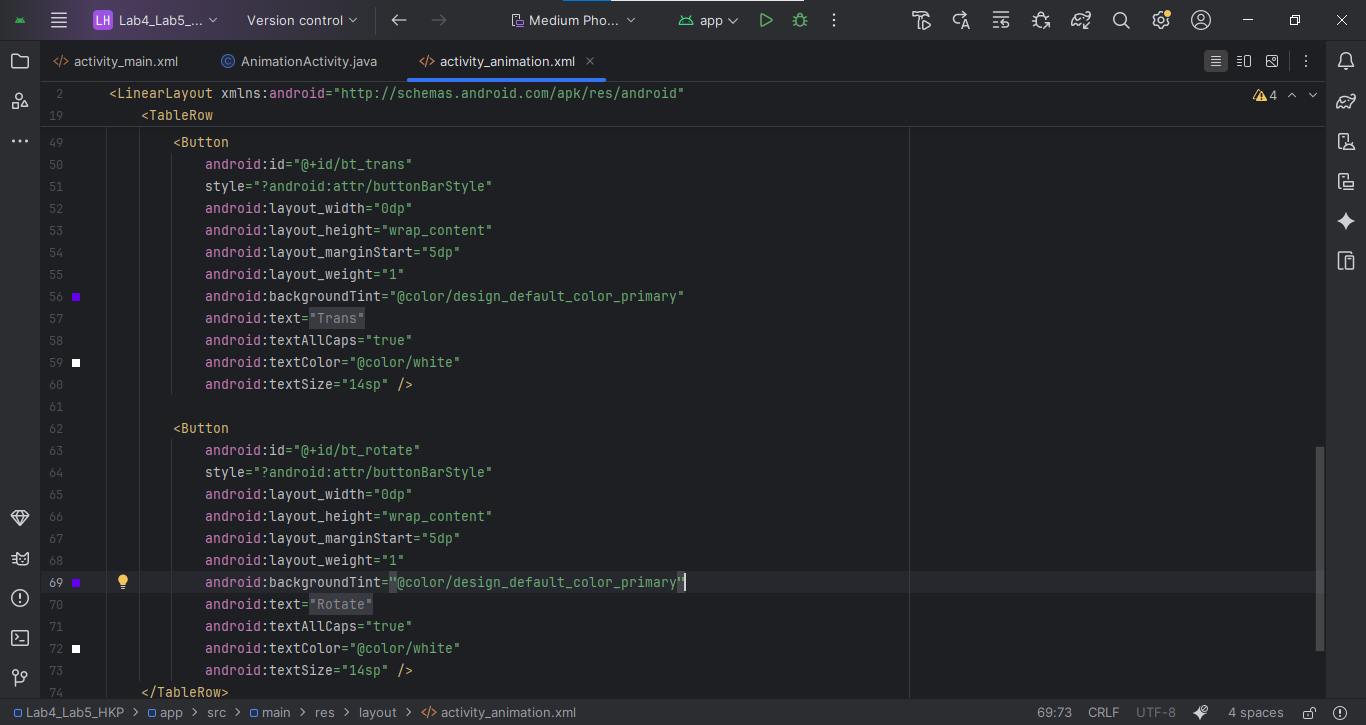 LH Lab4_Lab5_... Version control Medium Pho... app
activity_main.xml AnimationActivity.java activity_animation.xml
2 <LinearLayout xmlns:android="http://schemas.android.com/apk/res/android" 4
19 <TableRow
49 <Button
50 android:id="@+id/bt_trans"
51 style="?android:attr/buttonBarStyle"
52 android:layout_width="0dp"
53 android:layout_height="wrap_content"
54 android:layout_marginStart="5dp"
55 android:layout_weight="1"
56 android:backgroundTint="@color/design_default_color_primary"
57 android:text="Trans"
58 android:textAllCaps="true"
59 android:textColor="@color/white"
60 android:textSize="14sp" />
61
62 <Button
63 android:id="@+id/bt_rotate"
64 style="?android:attr/buttonBarStyle"
65 android:layout_width="0dp"
66 android:layout_height="wrap_content"
67 android:layout_marginStart="5dp"
68 android:layout_weight="1"
69 android:backgroundTint="@color/design_default_color_primary"
70 android:text="Rotate"
71 android:textAllCaps="true"
72 android:textColor="@color/white"
73 android:textSize="14sp" />
74 </TableRow>
Lab4_Lab5_HKP > app > src > main > res > layout > activity_animation.xml 69:73 CRLF UTF-8 4 spaces